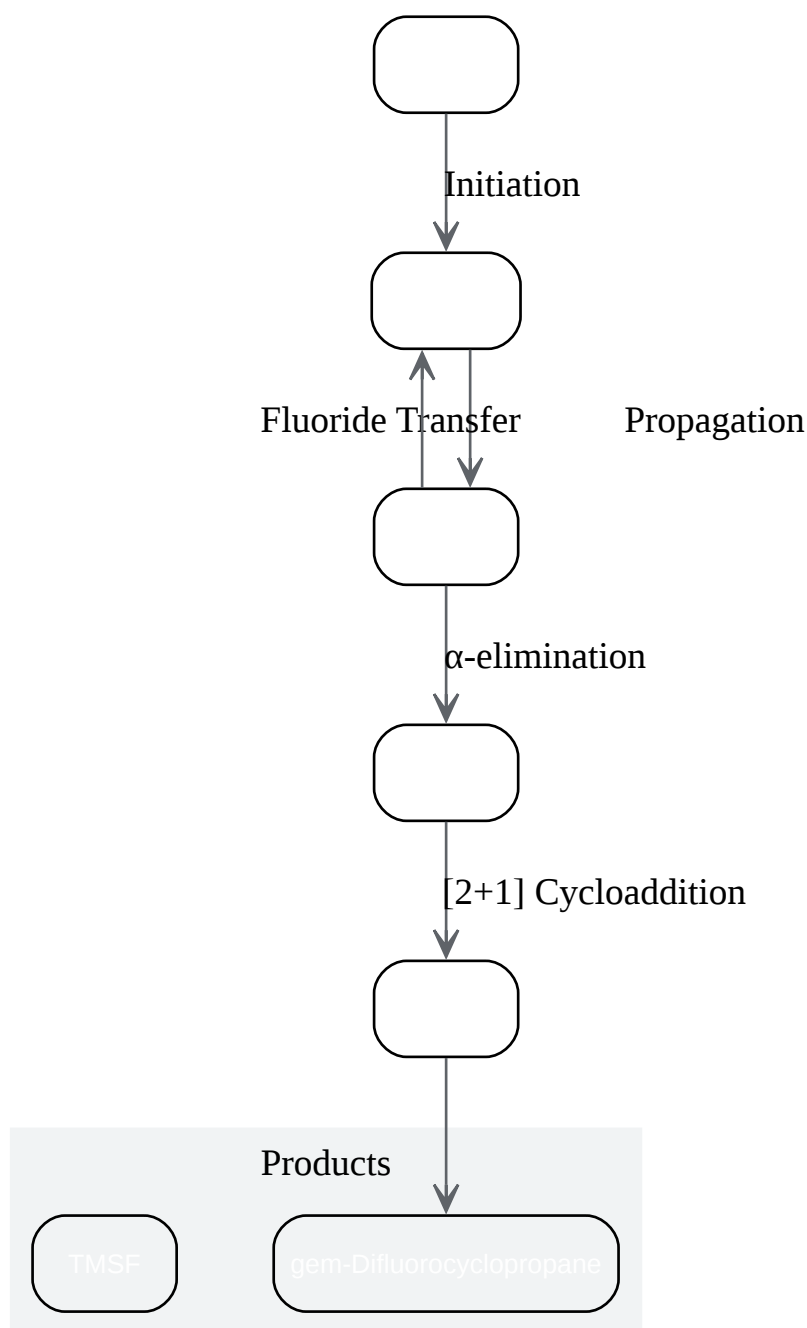 Initiation
Fluoride Transfer
Propagation
α-elimination
[2+1] Cycloaddition
Products
TMSF
gem-Difluorocyclopropane